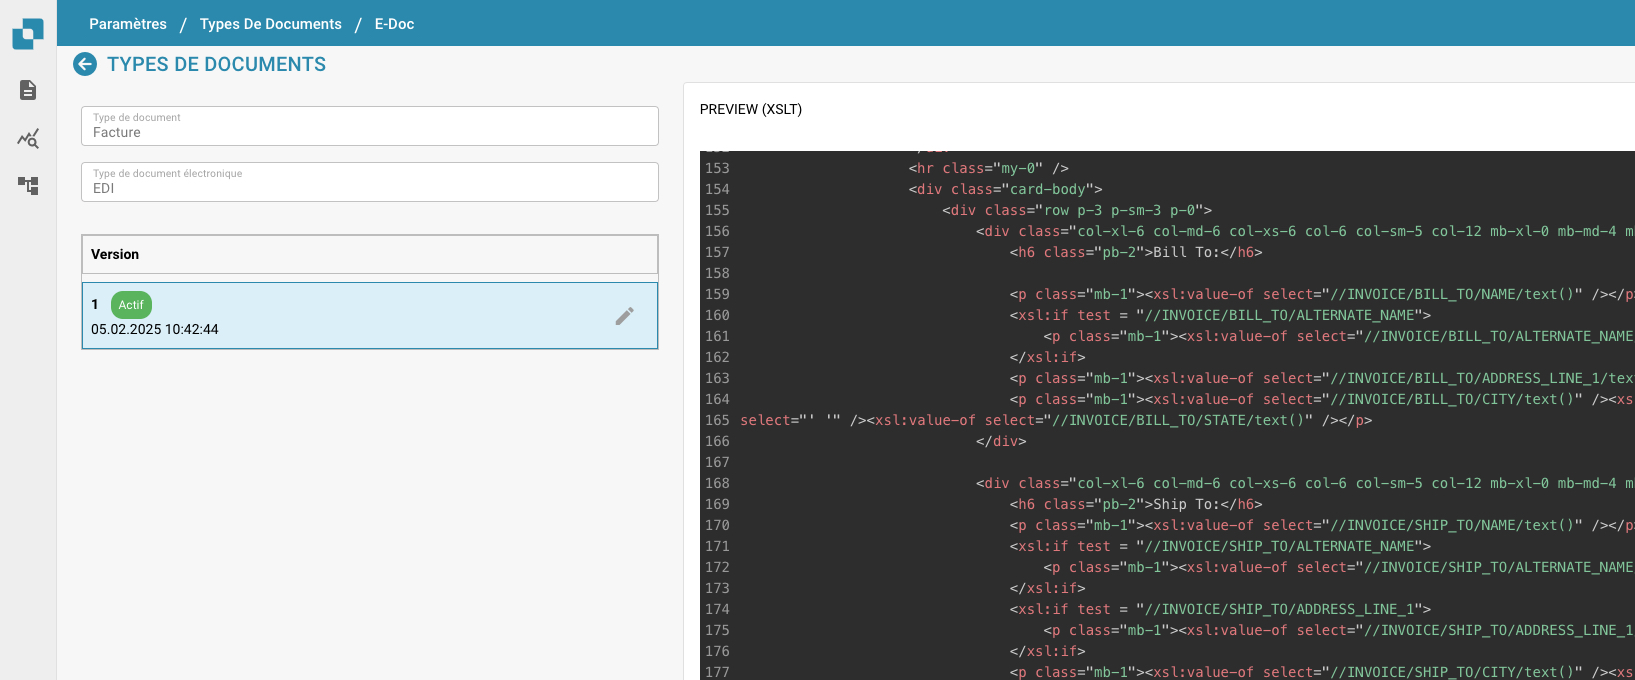 Paramètres / Types De Documents / E-Doc
TYPES DE DOCUMENTS
Type de document
Facture
Type de document électronique
EDI
Version
1 Actif
05.02.2025 10:42:44
PREVIEW (XSLT)
153 <hr class="my-0" />
154 <div class="card-body">
155 <div class="row p-3 p-sm-3 p-0">
156 <div class="col-xl-6 col-md-6 col-xs-6 col-6 col-sm-5 col-12 mb-xl-0 mb-md-4 m
157 <h6 class="pb-2">Bill To:</h6>
158
159 <p class="mb-1"><xsl:value-of select="//INVOICE/BILL_TO/NAME/text()" /></p
160 <xsl:if test = "//INVOICE/BILL_TO/ALTERNATE_NAME">
161 <p class="mb-1"><xsl:value-of select="//INVOICE/BILL_TO/ALTERNATE_NAME
162 </xsl:if>
163 <p class="mb-1"><xsl:value-of select="//INVOICE/BILL_TO/ADDRESS_LINE_1/tex
164 <p class="mb-1"><xsl:value-of select="//INVOICE/BILL_TO/CITY/text()" /><xs
165 select="' '" /><xsl:value-of select="//INVOICE/BILL_TO/STATE/text()" /></p>
166 </div>
167
168 <div class="col-xl-6 col-md-6 col-xs-6 col-6 col-sm-5 col-12 mb-xl-0 mb-md-4 m
169 <h6 class="pb-2">Ship To:</h6>
170 <p class="mb-1"><xsl:value-of select="//INVOICE/SHIP_TO/NAME/text()" /></p
171 <xsl:if test = "//INVOICE/SHIP_TO/ALTERNATE_NAME">
172 <p class="mb-1"><xsl:value-of select="//INVOICE/SHIP_TO/ALTERNATE_NAME
173 </xsl:if>
174 <xsl:if test = "//INVOICE/SHIP_TO/ADDRESS_LINE_1">
175 <p class="mb-1"><xsl:value-of select="//INVOICE/SHIP_TO/ADDRESS_LINE_1
176 </xsl:if>
177 <p class="mb-1"><xsl:value-of select="//INVOICE/SHIP_TO/CITY/text()" /><xs